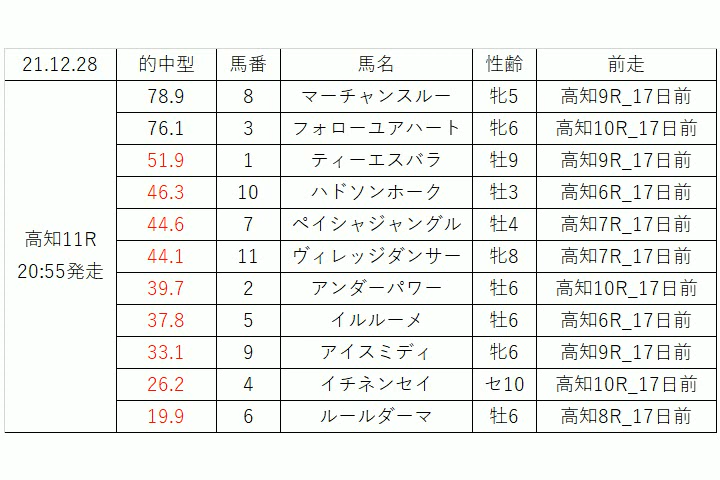 21.12.28 的中型 馬番 馬名 性齢 前走
78.9 8 マーチャンスルー 牝5 高知9R_17日前
76.1 3 フォローユアハート 牝6 高知10R_17日前
51.9 1 ティーエスバラ 牡9 高知9R_17日前
46.3 10 ハドソンホーク 牡3 高知6R_17日前
44.6 7 ペイシャジャングル 牡4 高知7R_17日前
高知11R
20:55発走
44.1 11 ヴィレッジダンサー 牝8 高知7R_17日前
39.7 2 アンダーパワー 牡6 高知10R_17日前
37.8 5 イルルーメ 牡6 高知6R_17日前
33.1 9 アイスミディ 牝6 高知9R_17日前
26.2 4 イチネンセイ セ10 高知10R_17日前
19.9 6 ルールダーマ 牡6 高知8R_17日前